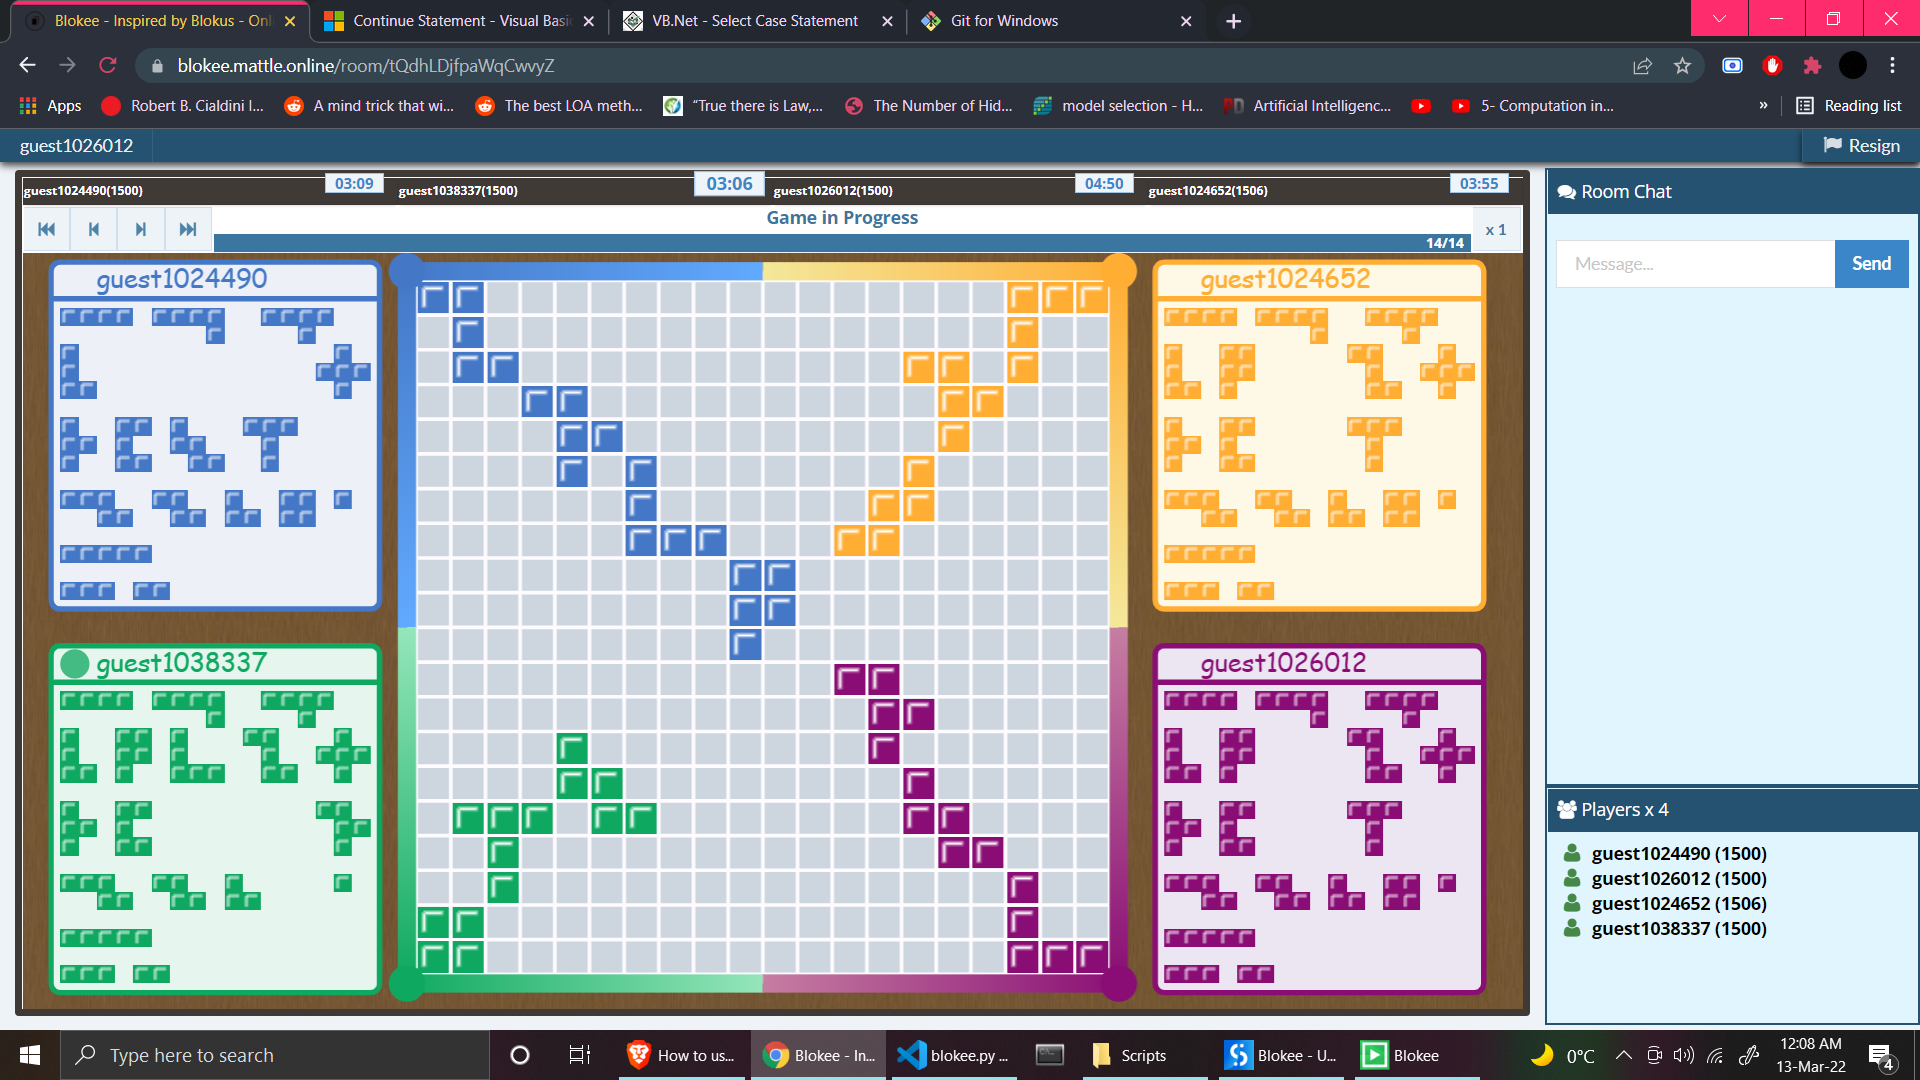 Blokee - Inspired by Blokus - Onl
Continue Statement - Visual Basi
VB.Net - Select Case Statement
Git for Windows
blokee.mattle.online/room/tQdhLDjfpaWqCwvyZ
Apps
Robert B. Cialdini I...
A mind trick that wi...
The best LOA meth...
“True there is Law,...
The Number of Hid...
model selection - H...
Artificial Intelligenc...
5- Computation in...
»
Reading list
guest1026012
Resign
guest1024490(1500)
03:09
guest1038337(1500)
03:06
guest1026012(1500)
04:50
guest1024652(1506)
03:55
Game in Progress
14/14
x 1
guest1024490
guest1024652
guest1038337
guest1026012
Room Chat
Message...
Send
Players x 4
guest1024490 (1500)
guest1026012 (1500)
guest1024652 (1506)
guest1038337 (1500)
Type here to search
How to us...
Blokee - In...
blokee.py ...
Scripts
Blokee - U...
Blokee
0°C
12:08 AM
13-Mar-22
4